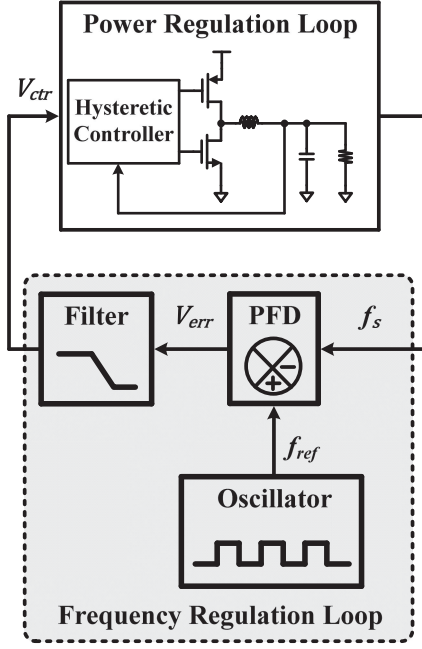 Power Regulation Loop
V_ctr
Hysteretic
Controller
Filter
V_err
PFD
f_s
−
+
f_ref
Oscillator
Frequency Regulation Loop